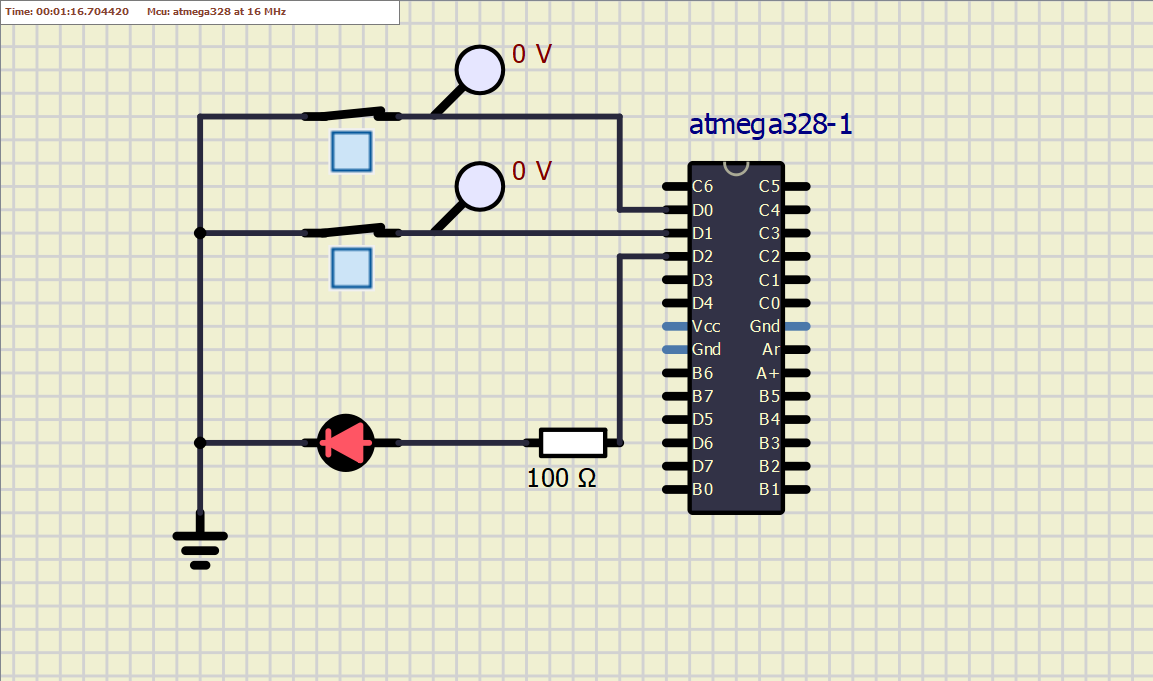 Time: 00:01:16.704420 Mcu: atmega328 at 16 MHz
0 V
atmega328-1
0 V
C6 C5
D0 C4
D1 C3
D2 C2
D3 C1
D4 C0
Vcc Gnd
Gnd Ar
B6 A+
B7 B5
D5 B4
D6 B3
D7 B2
B0 B1
100 Ω